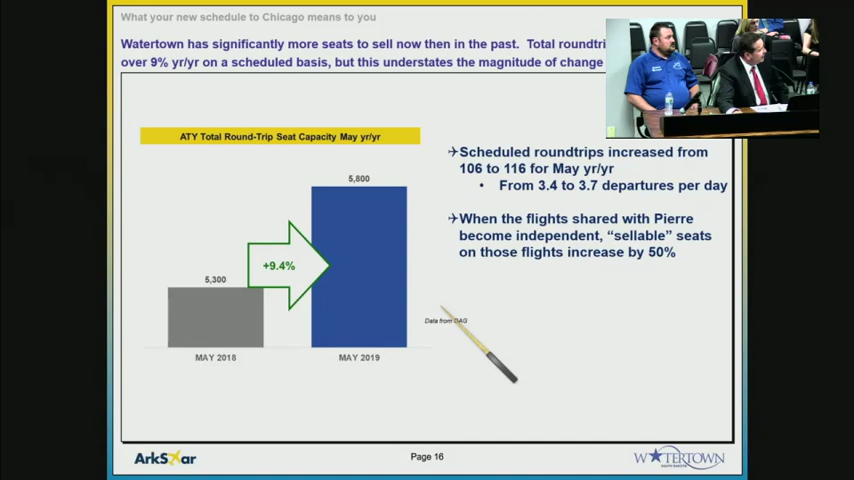 What your new schedule to Chicago means to you
Watertown has significantly more seats to sell now then in the past. Total roundtri
over 9% yr/yr on a scheduled basis, but this understates the magnitude of change
ATY Total Round-Trip Seat Capacity May yr/yr
5,800
+9.4%
5,300
MAY 2018
MAY 2019
Scheduled roundtrips increased from
106 to 116 for May yr/yr
• From 3.4 to 3.7 departures per day
When the flights shared with Pierre
become independent, “sellable” seats
on those flights increase by 50%
Data from OAG
ArkStar
Page 16
WATERTOWN
SOUTH DAKOTA